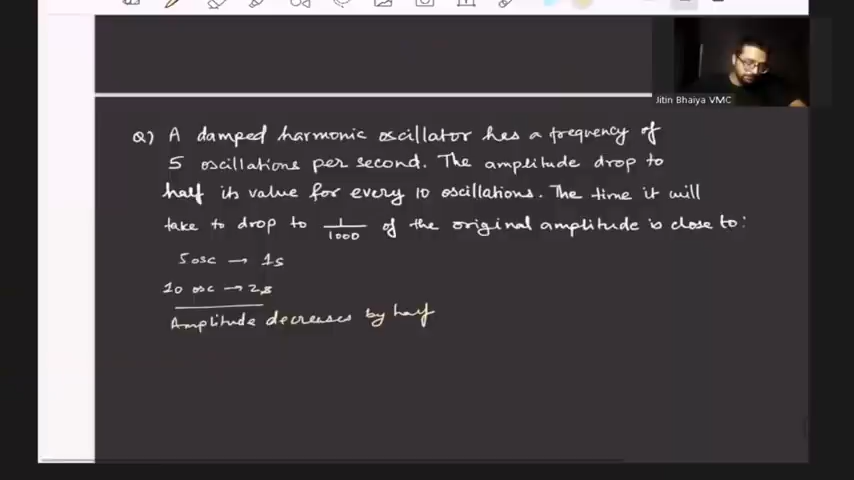 Jitin Bhaiya VMC
Q) A damped harmonic oscillator has a frequency of
5 oscillations per second. The amplitude drop to
half its value for every 10 oscillations. The time it will
take to drop to 1/1000 of the original amplitude is close to:
5 osc → 1s
10 osc → 2s
Amplitude decreases by half